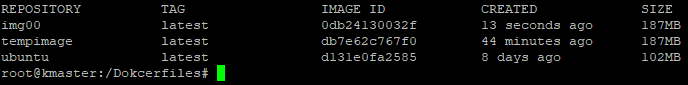 REPOSITORY TAG IMAGE ID CREATED SIZE
img00 latest 0db24130032f 13 seconds ago 187MB
tempimage latest db7e62c767f0 44 minutes ago 187MB
ubuntu latest d131e0fa2585 8 days ago 102MB
root@kmaster:/Dokcerfiles#